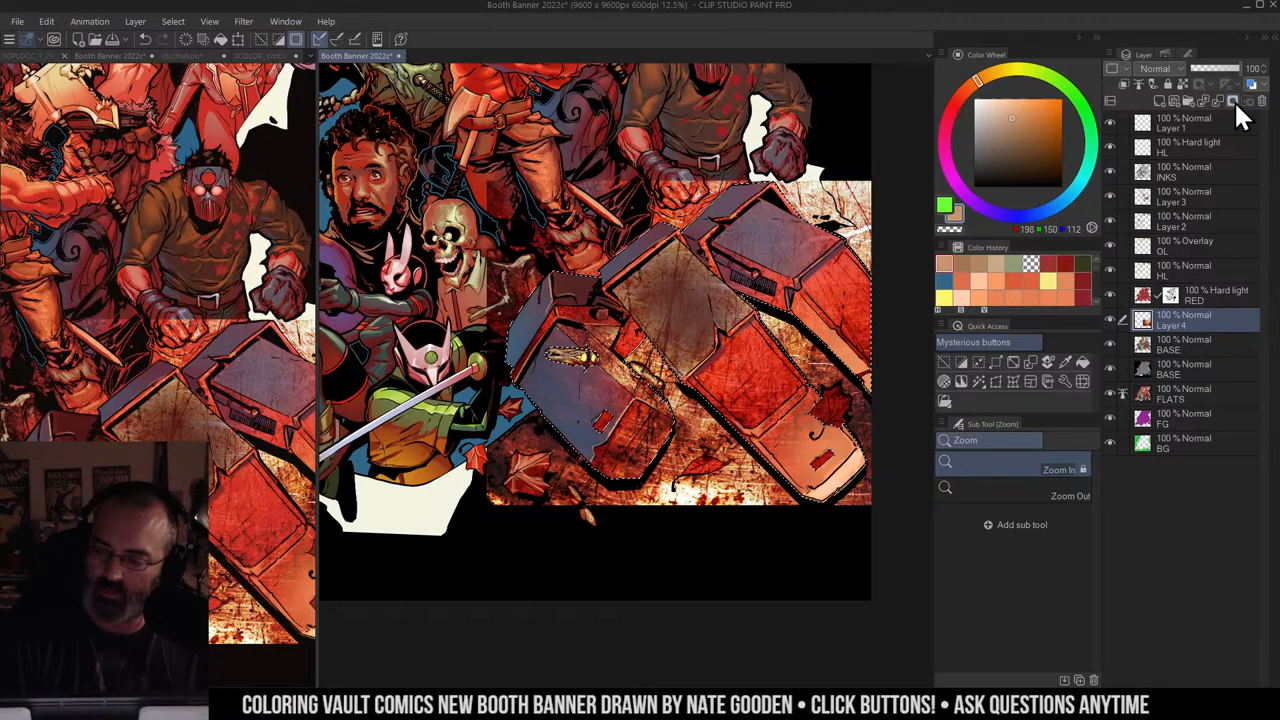 Booth Banner 2022c* (9600 x 9600px 600dpi 12.5%) - CLIP STUDIO PAINT PRO
File Edit Animation Layer Select View Filter Window Help
Booth Banner 2022c* Illustration* Booth Banner 2022c*
Color Wheel
198 150 112
Color History
H S V
Quick Access
Mysterious buttons
Sub Tool [Zoom]
Zoom
Zoom In
Zoom Out
Add sub tool
Layer
Normal 100
100 % Normal
Layer 1
100 % Hard light
HL
100 % Normal
INKS
100 % Normal
Layer 3
100 % Normal
Layer 2
100 % Overlay
OL
100 % Normal
HL
100 % Hard light
RED
100 % Normal
Layer 4
100 % Normal
BASE
100 % Normal
BASE
100 % Normal
FLATS
100 % Normal
FG
100 % Normal
BG
COLORING VAULT COMICS NEW BOOTH BANNER DRAWN BY NATE GOODEN • CLICK BUTTONS! • ASK QUESTIONS ANYTIME